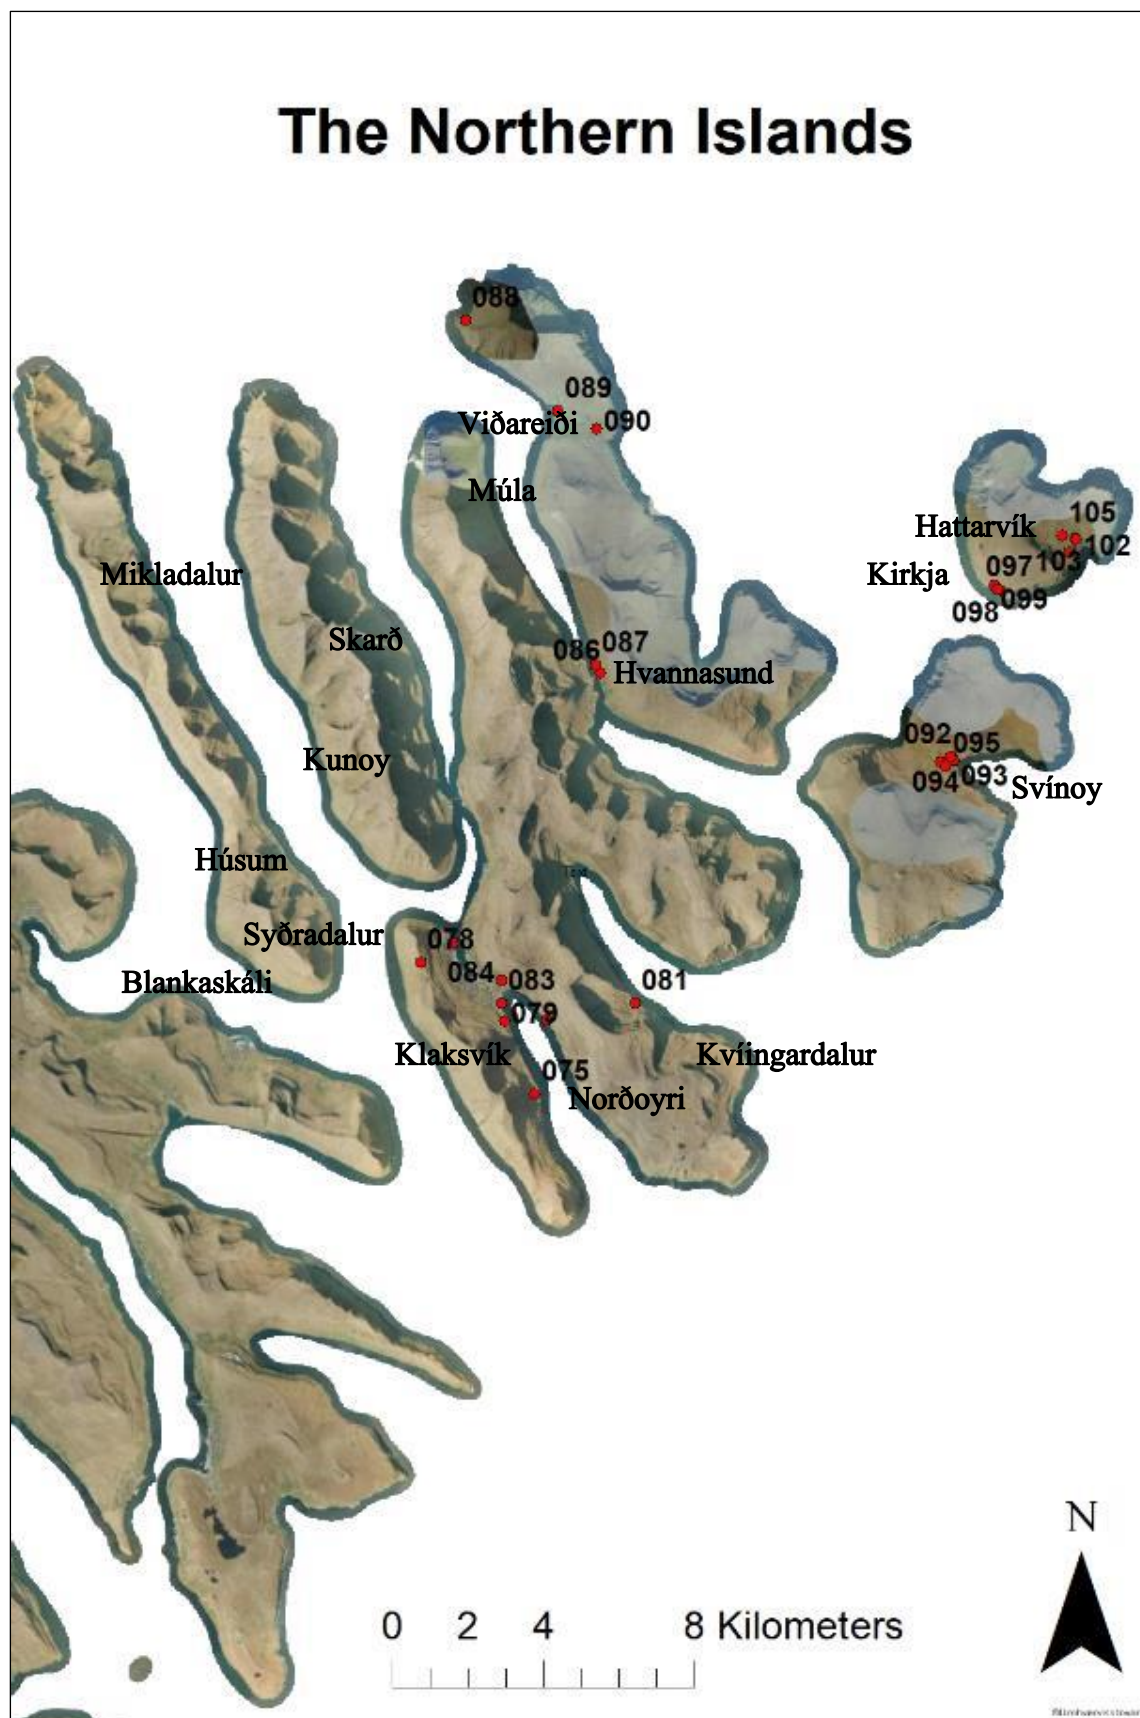 The Northern Islands
088
089
Viðareiði
090
Múla
105
Hattarvík
102
103
097
Kirkja
099
098
Mikladalur
Skarð
087
086
Hvannasund
092
095
Kunoy
093
094
Svínoy
Húsum
Syðradalur
078
084
083
081
Blankaskáli
079
Klaksvík
Kvíingardalur
075
Norðoyri
N
0 2 4 8 Kilometers